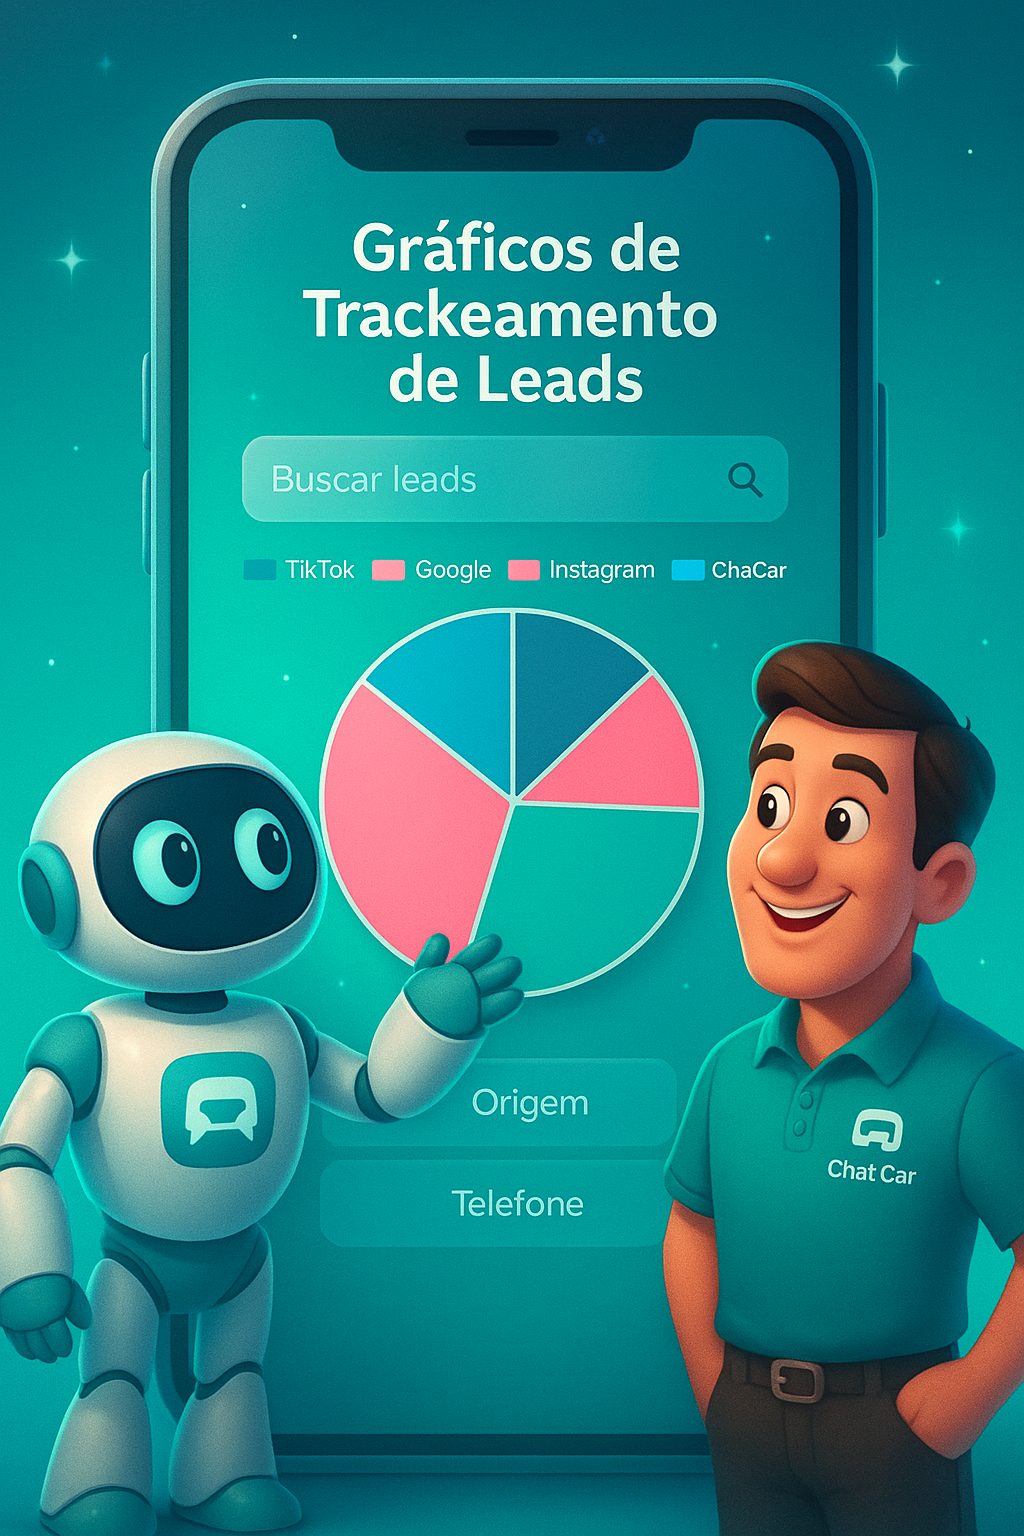 Gráficos de
Trackeamento
de Leads
Buscar leads
TikTok Google Instagram ChaCar
Origem
Telefone
Chat Car